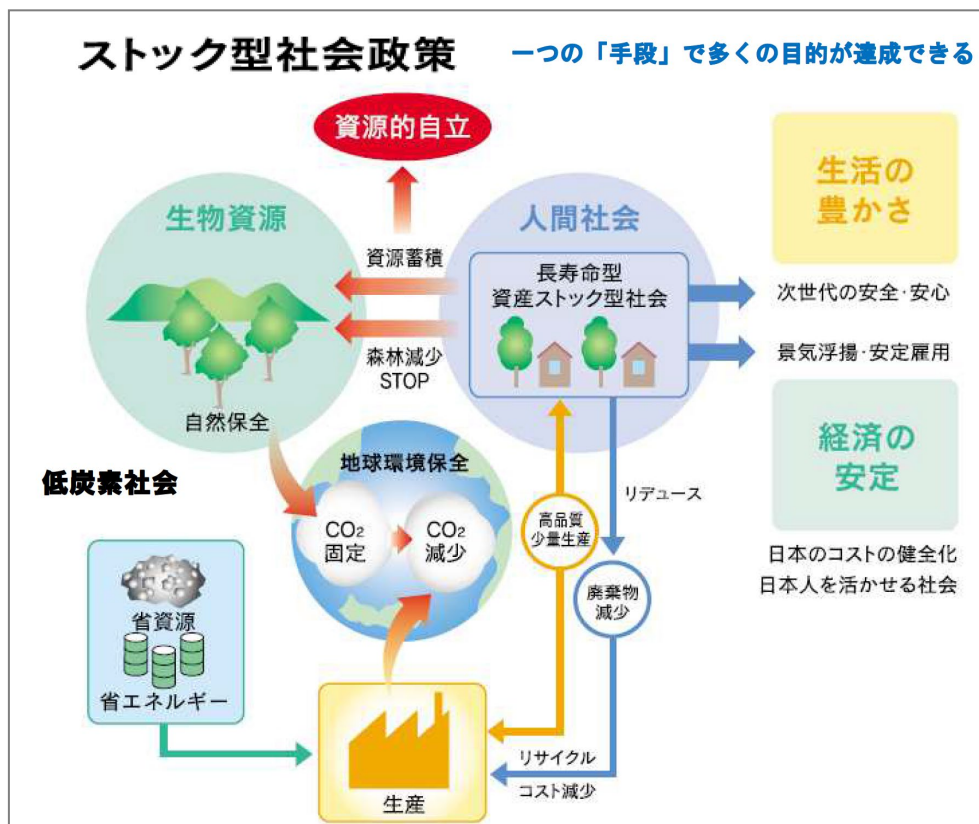 ストック型社会政策
一つの「手段」で多くの目的が達成できる
資源的自立
生物資源
人間社会
生活の
豊かさ
資源蓄積
長寿命型
資産ストック型社会
次世代の安全·安心
森林減少
STOP
景気浮揚·安定雇用
自然保全
経済の
安定
低炭素社会
地球環境保全
リデュース
CO2
固定
CO2
減少
高品質
少量生産
日本のコストの健全化
日本人を活かせる社会
廃棄物
減少
省資源
省エネルギー
リサイクル
コスト減少
生産